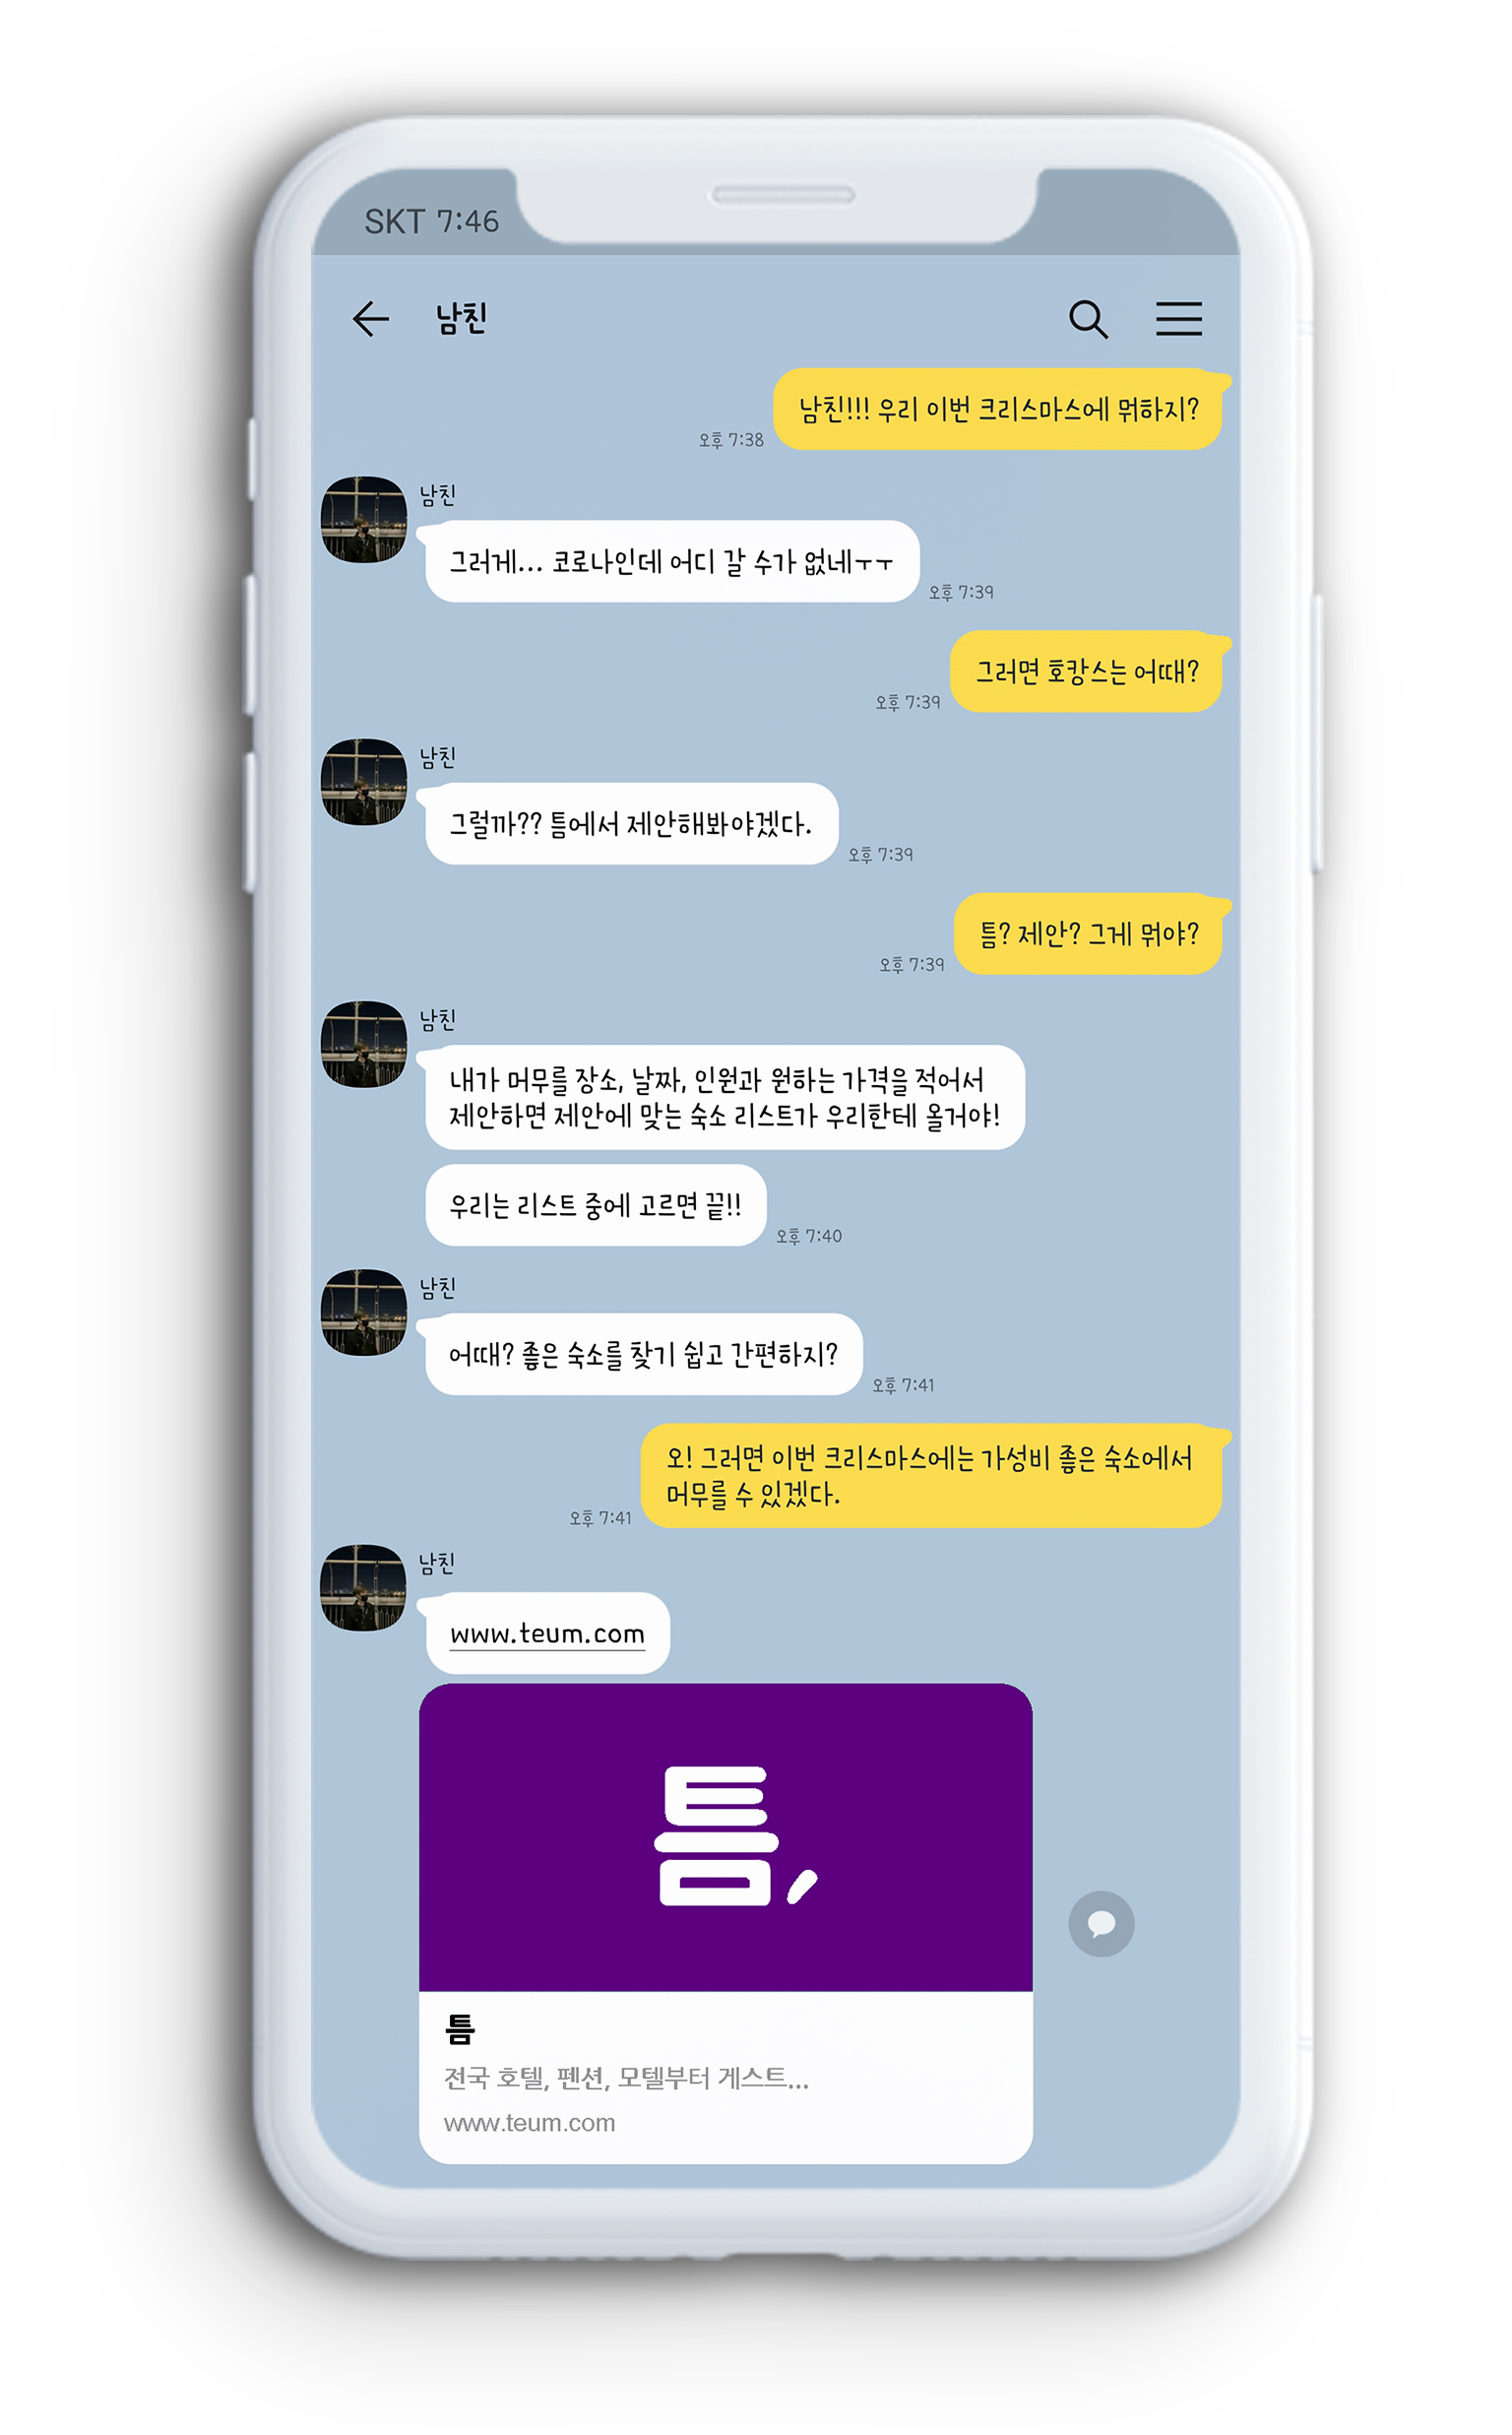 SKT 7:46
남친
남친!!! 우리 이번 크리스마스에 뭐하지?
오후 7:38
남친
그러게... 코로나인데 어디 갈 수가 없네ㅜㅜ
오후 7:39
그러면 호캉스는 어때?
오후 7:39
남친
그럴까?? 틈에서 제안해봐야겠다.
오후 7:39
틈? 제안? 그게 뭐야?
오후 7:39
남친
내가 머무를 장소, 날짜, 인원과 원하는 가격을 적어서
제안하면 제안에 맞는 숙소 리스트가 우리한테 올거야!
우리는 리스트 중에 고르면 끝!!
오후 7:40
남친
어때? 좋은 숙소를 찾기 쉽고 간편하지?
오후 7:41
오! 그러면 이번 크리스마스에는 가성비 좋은 숙소에서
머무를 수 있겠다.
오후 7:41
남친
www.teum.com
틈,
틈
전국 호텔, 펜션, 모텔부터 게스트...
www.teum.com